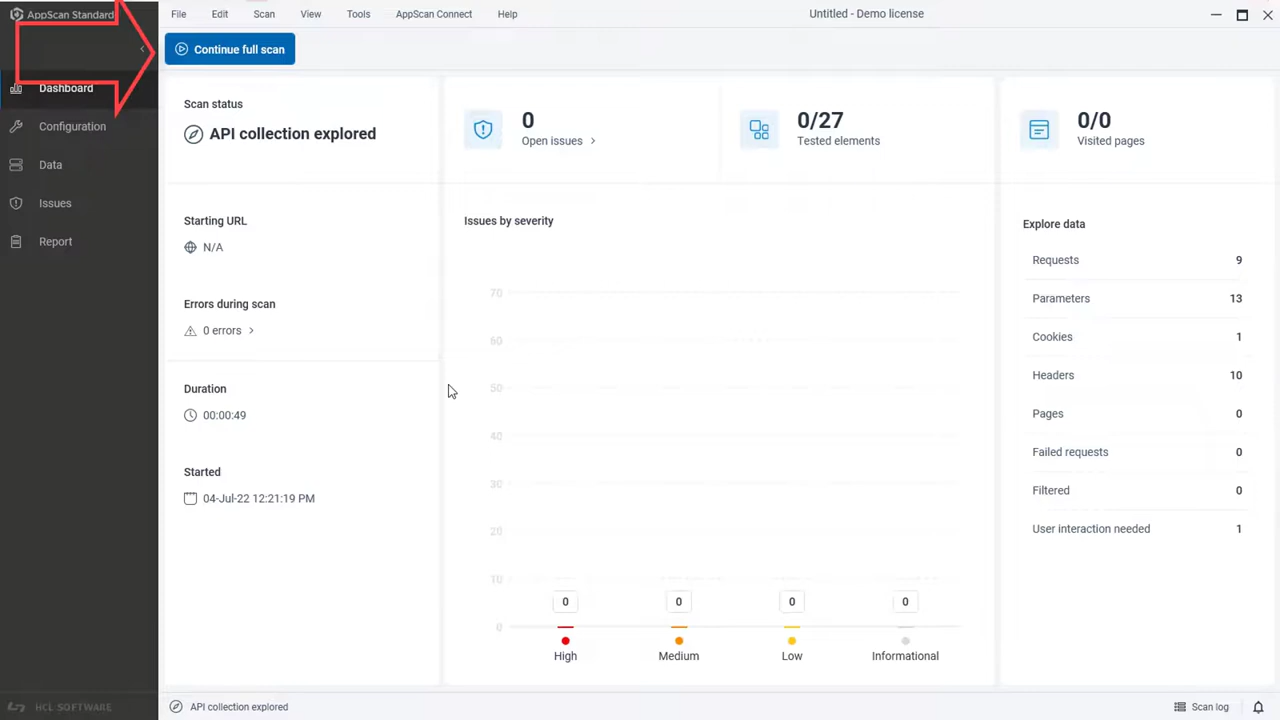 AppScan Standard
File Edit Scan View Tools AppScan Connect Help
Untitled - Demo license
Continue full scan
Dashboard
Configuration
Data
Issues
Report
Scan status
API collection explored
0
Open issues
0/27
Tested elements
0/0
Visited pages
Starting URL
N/A
Errors during scan
0 errors
Duration
00:00:49
Started
04-Jul-22 12:21:19 PM
Issues by severity
70
60
50
40
30
20
10
0
0 0 0 0
High Medium Low Informational
Explore data
Requests 9
Parameters 13
Cookies 1
Headers 10
Pages 0
Failed requests 0
Filtered 0
User interaction needed 1
HCL SOFTWARE
API collection explored
Scan log